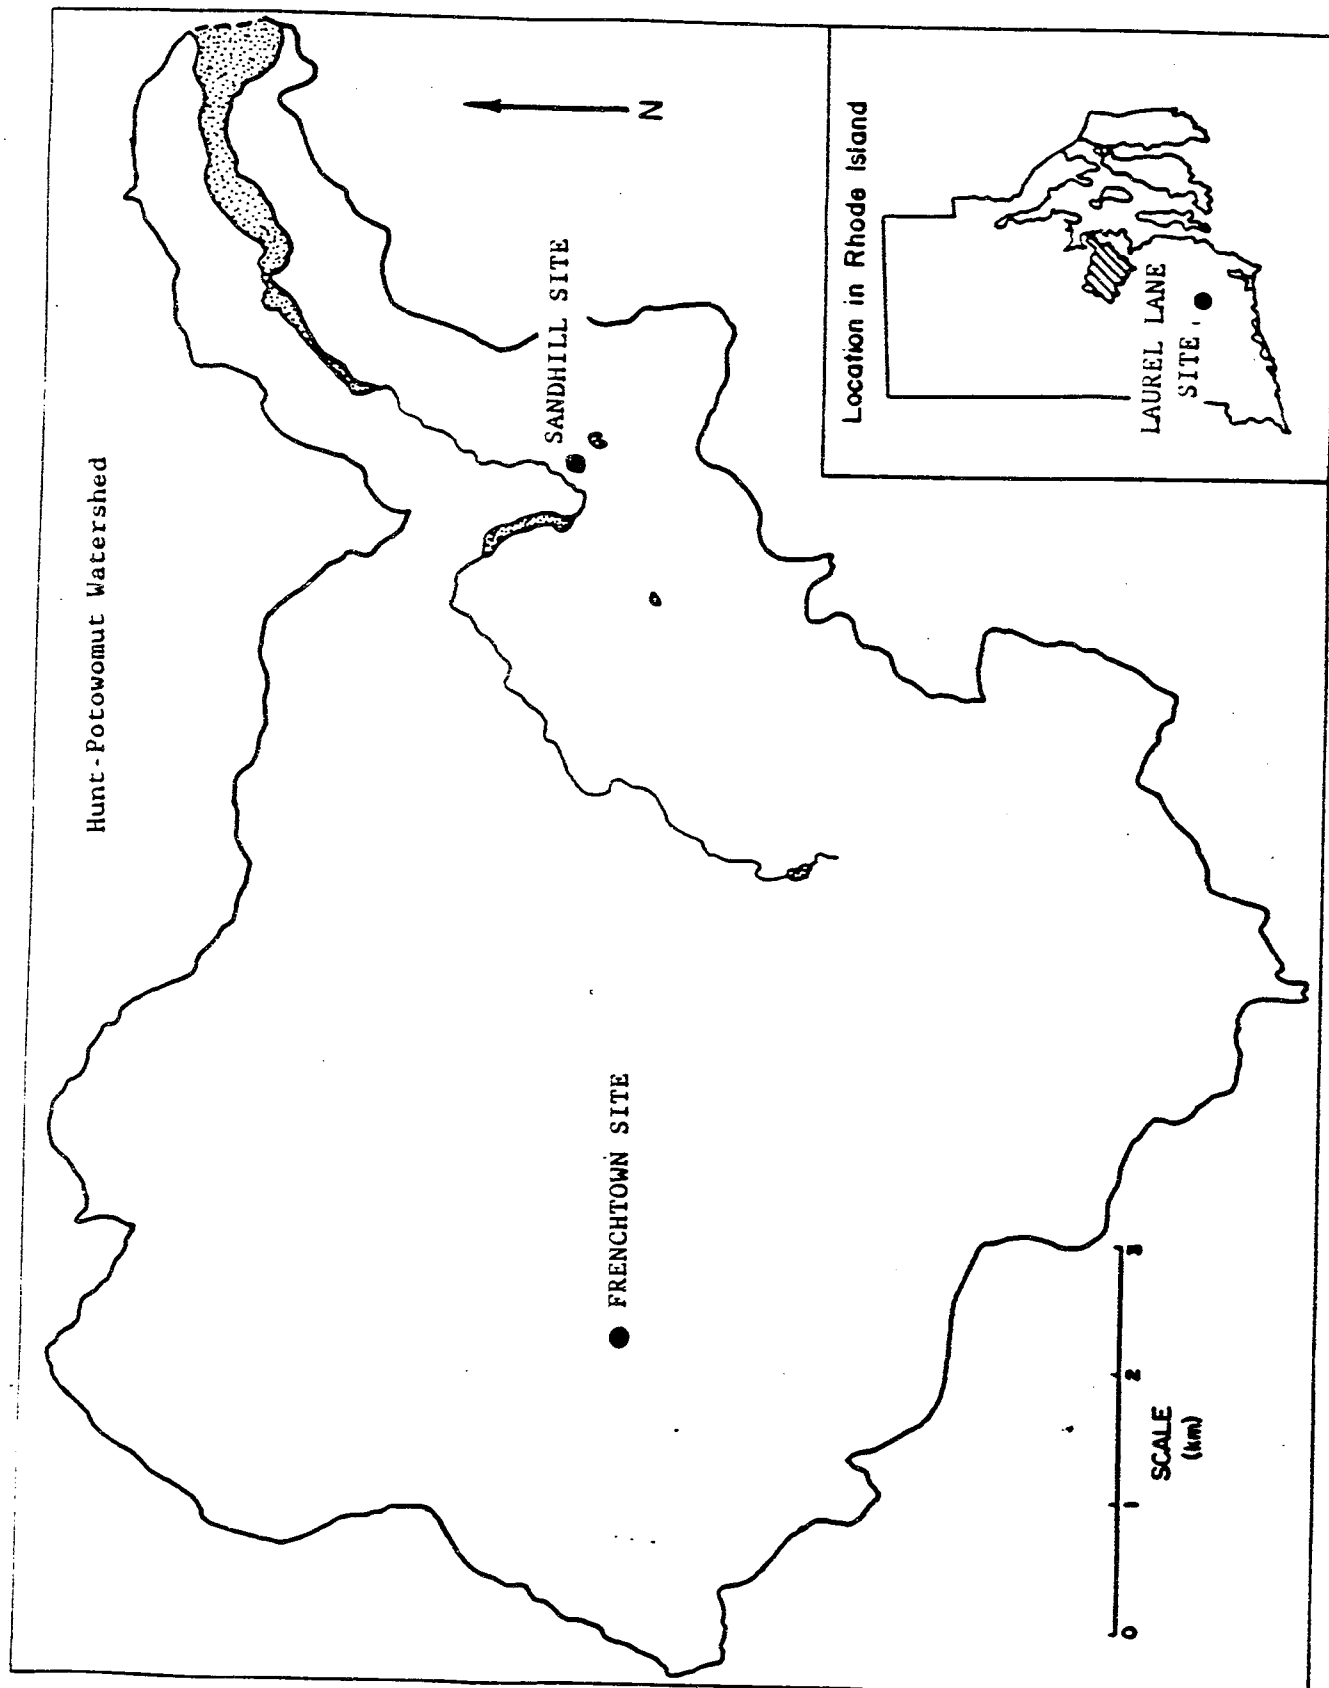 Hunt-Potowomut Watershed
N
SANDHILL SITE
FRENCHTOWN SITE
Location in Rhode Island
LAUREL LANE
SITE
0 1 2 3
SCALE
(km)